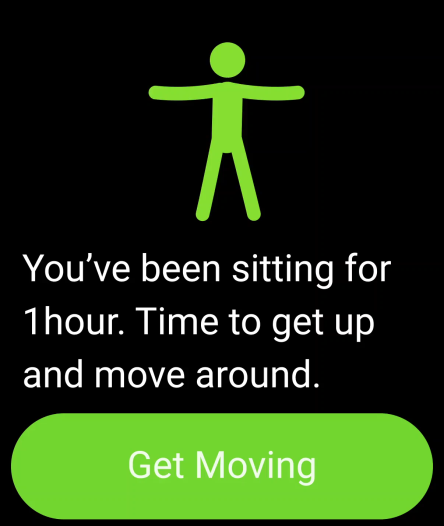 You’ve been sitting for
1hour. Time to get up
and move around.
Get Moving